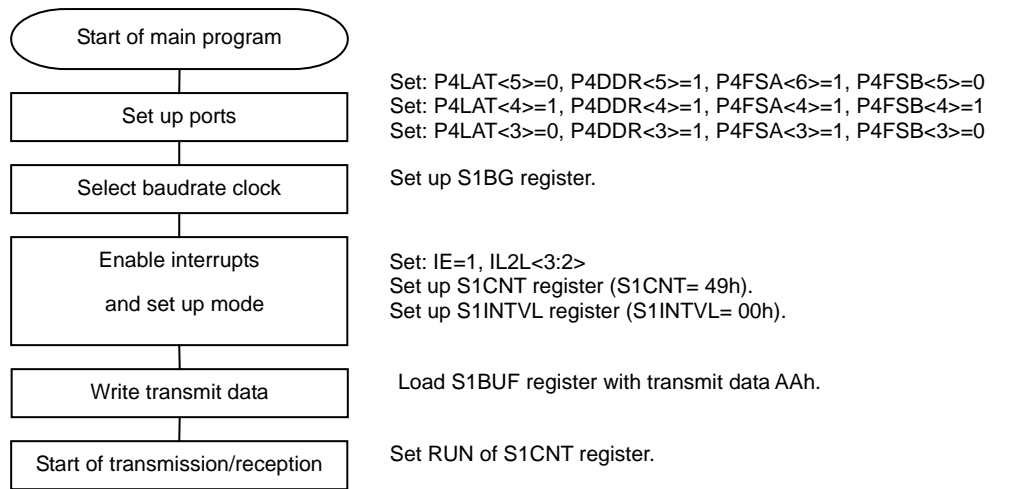 Start of main program
Set up ports
Set: P4LAT<5>=0, P4DDR<5>=1, P4FSA<6>=1, P4FSB<5>=0
Set: P4LAT<4>=1, P4DDR<4>=1, P4FSA<4>=1, P4FSB<4>=1
Set: P4LAT<3>=0, P4DDR<3>=1, P4FSA<3>=1, P4FSB<3>=0
Select baudrate clock
Set up S1BG register.
Enable interrupts
and set up mode
Set: IE=1, IL2L<3:2>
Set up S1CNT register (S1CNT= 49h).
Set up S1INTVL register (S1INTVL= 00h).
Write transmit data
Load S1BUF register with transmit data AAh.
Start of transmission/reception
Set RUN of S1CNT register.